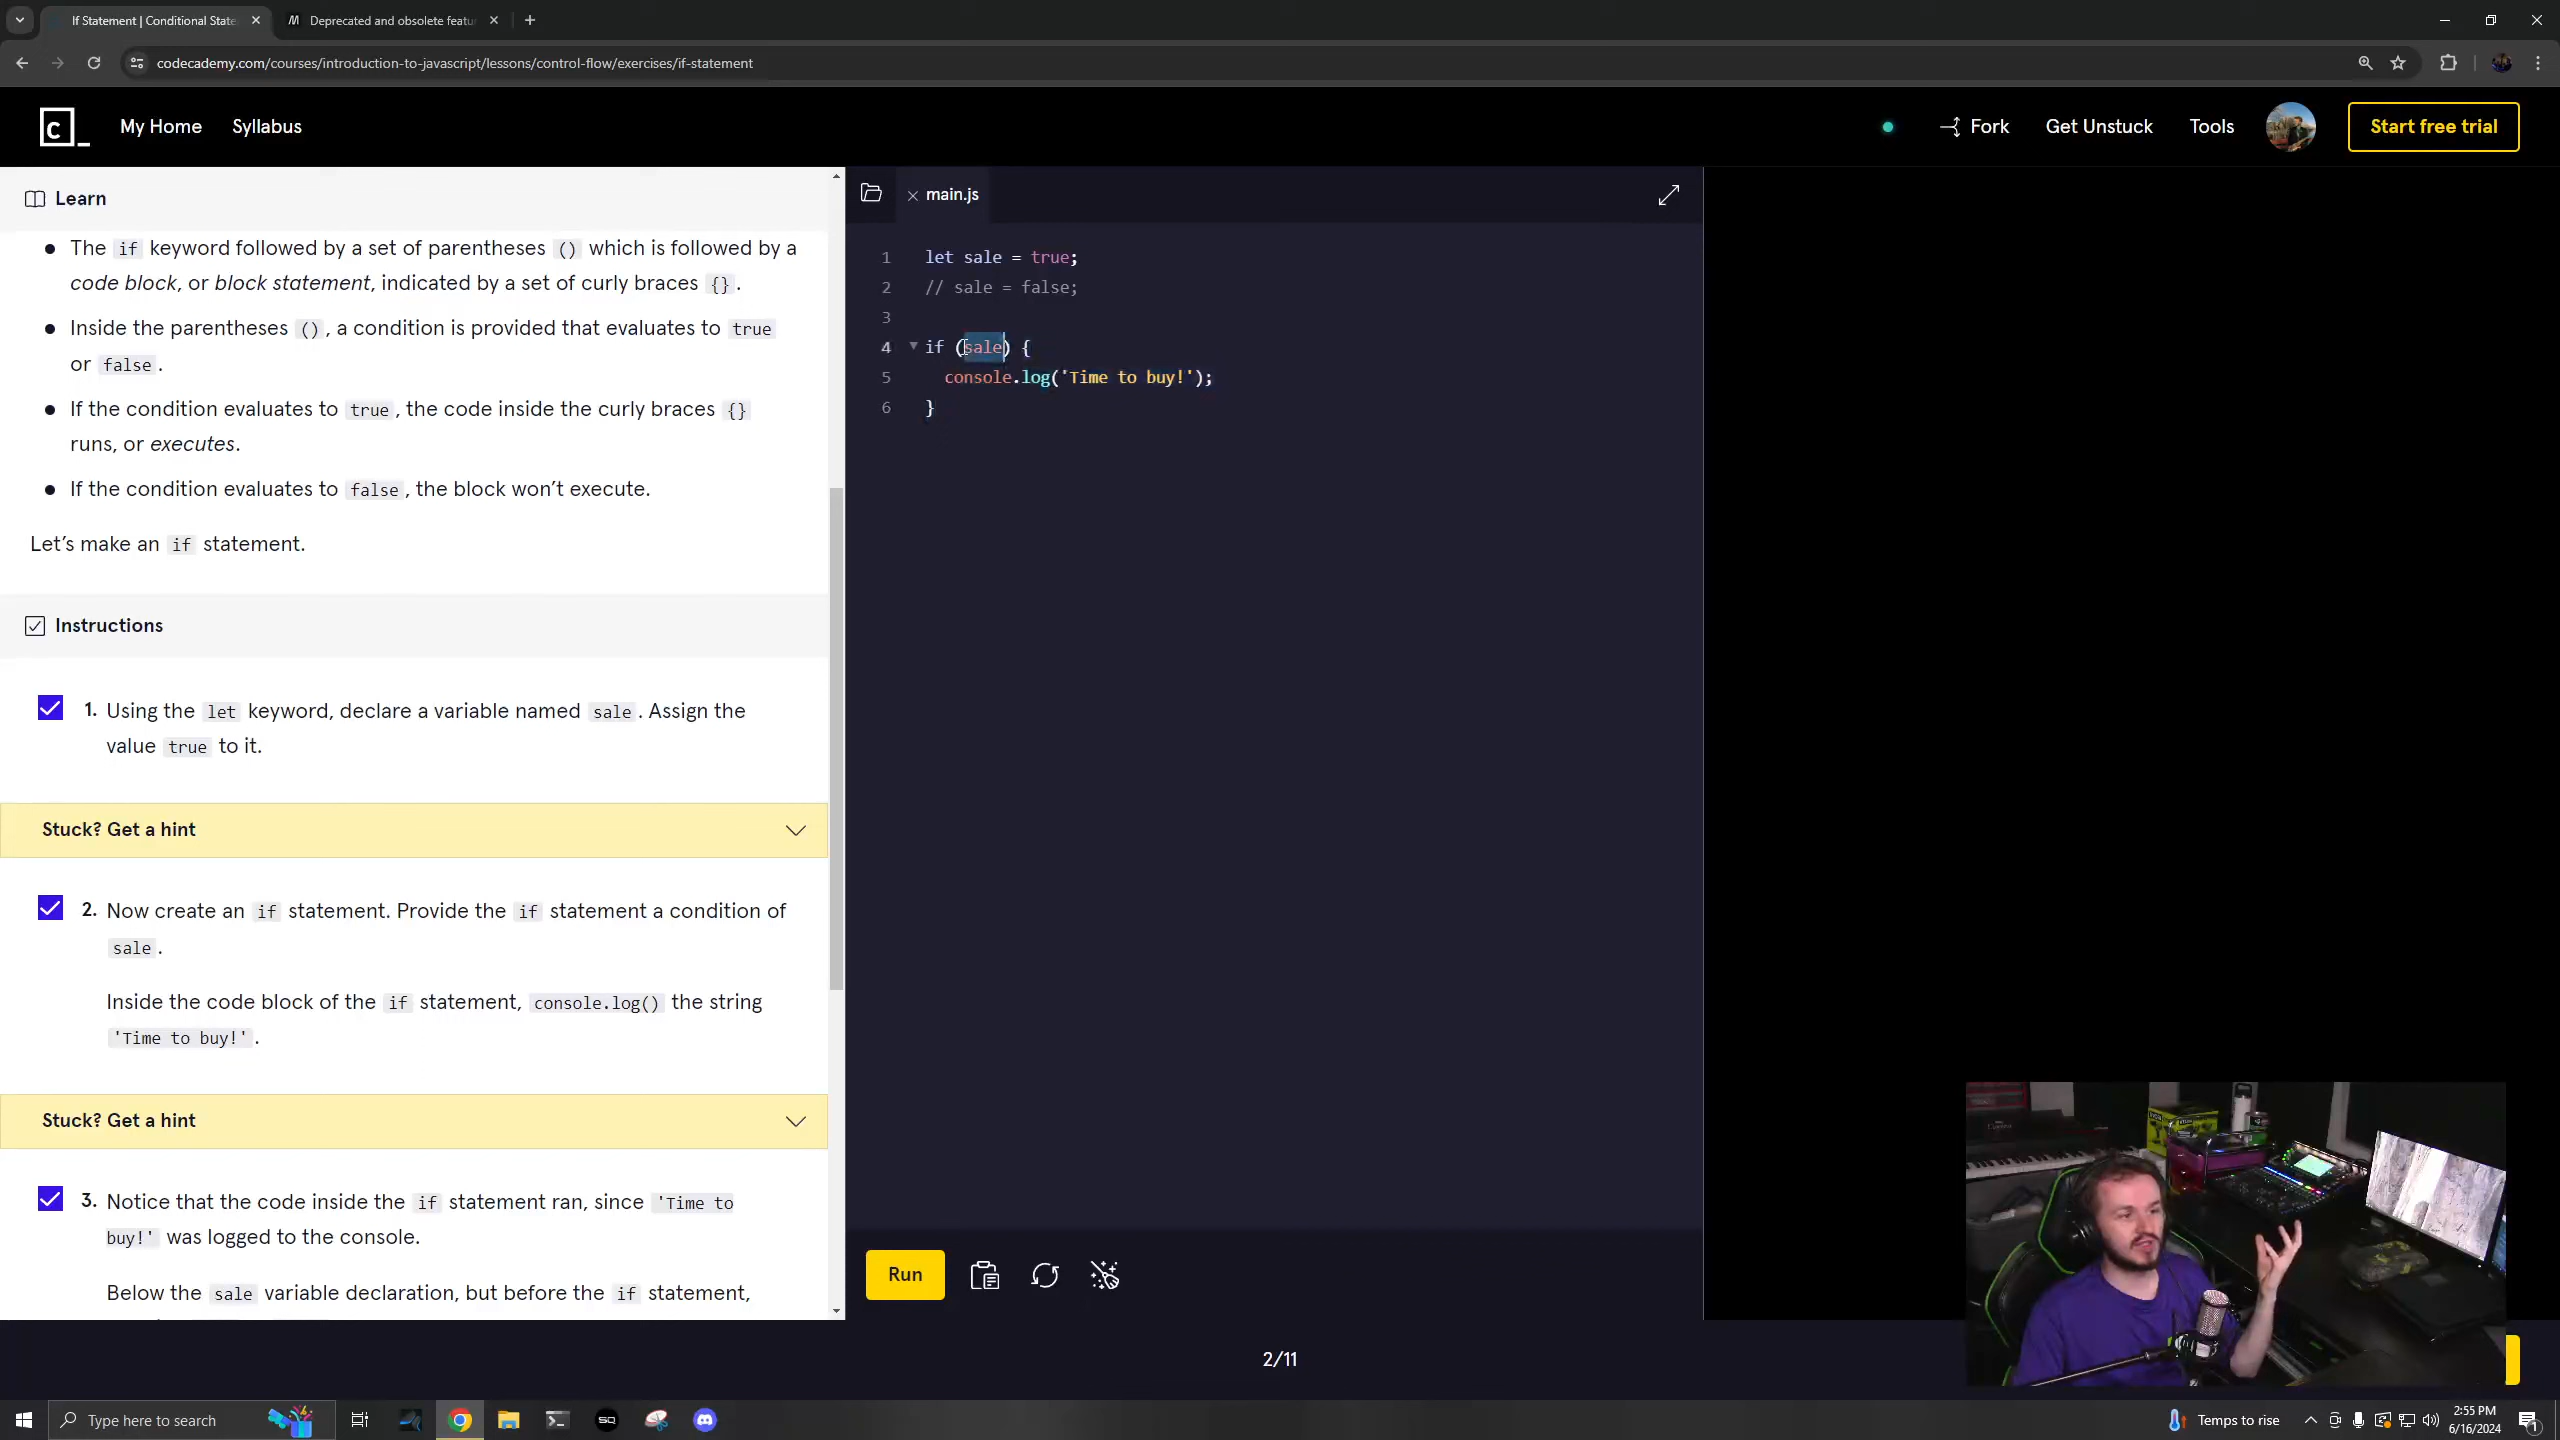 If Statement | Conditional State
Deprecated and obsolete featu
codecademy.com/courses/introduction-to-javascript/lessons/control-flow/exercises/if-statement
My Home
Syllabus
Fork
Get Unstuck
Tools
Start free trial
Learn
The if keyword followed by a set of parentheses () which is followed by a
code block, or block statement, indicated by a set of curly braces {}.
Inside the parentheses (), a condition is provided that evaluates to true
or false.
If the condition evaluates to true, the code inside the curly braces {}
runs, or executes.
If the condition evaluates to false, the block won’t execute.
Let’s make an if statement.
Instructions
1. Using the let keyword, declare a variable named sale. Assign the
value true to it.
Stuck? Get a hint
2. Now create an if statement. Provide the if statement a condition of
sale.
Inside the code block of the if statement, console.log() the string
'Time to buy!'.
Stuck? Get a hint
3. Notice that the code inside the if statement ran, since 'Time to
buy!' was logged to the console.
Below the sale variable declaration, but before the if statement,
main.js
1 let sale = true;
2 // sale = false;
3
4 if (sale) {
5 console.log('Time to buy!');
6 }
Run
2/11
Type here to search
Temps to rise
2:55 PM
6/16/2024